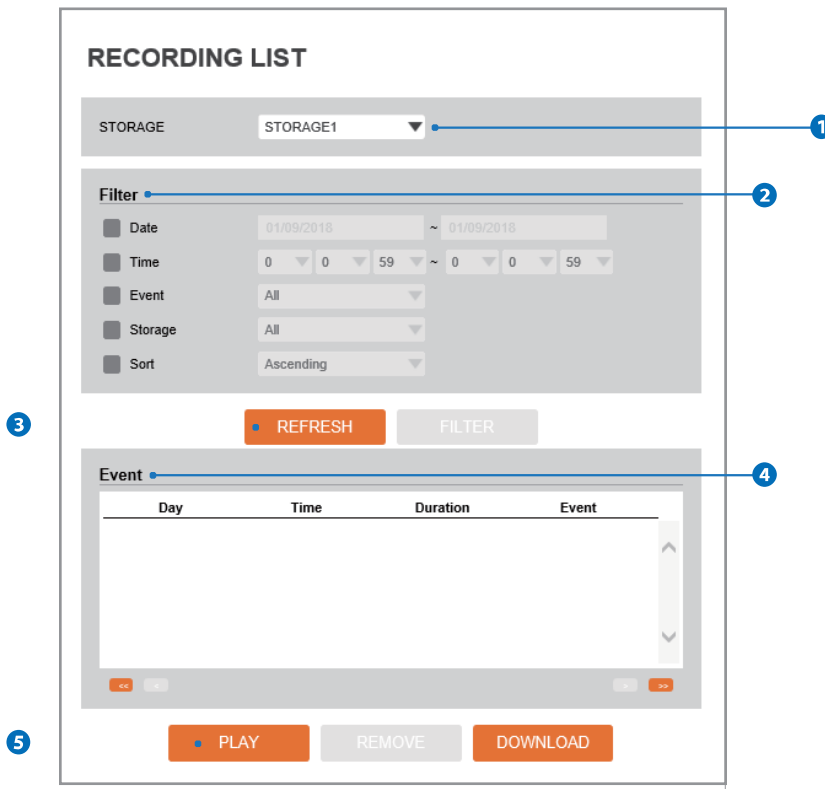 RECORDING LIST
STORAGE STORAGE1 1
Filter 2
Date 01/09/2018 ~ 01/09/2018
Time 0 0 59 ~ 0 0 59
Event All
Storage All
Sort Ascending
3 REFRESH FILTER
Event 4
Day Time Duration Event
<< < > >>
5 PLAY REMOVE DOWNLOAD